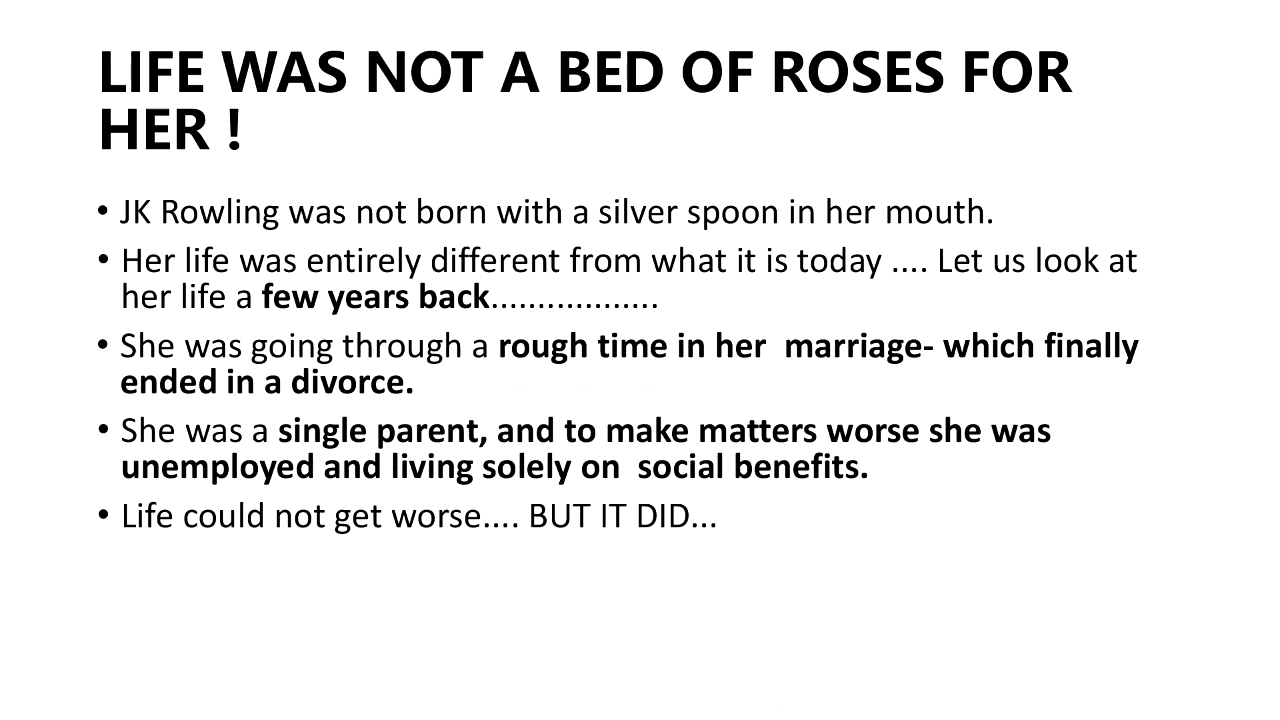 LIFE WAS NOT A BED OF ROSES FOR
HER !
• JK Rowling was not born with a silver spoon in her mouth.
• Her life was entirely different from what it is today .... Let us look at
her life a few years back..................
• She was going through a rough time in her  marriage- which finally
ended in a divorce.
• She was a single parent, and to make matters worse she was
unemployed and living solely on  social benefits.
• Life could not get worse.... BUT IT DID...